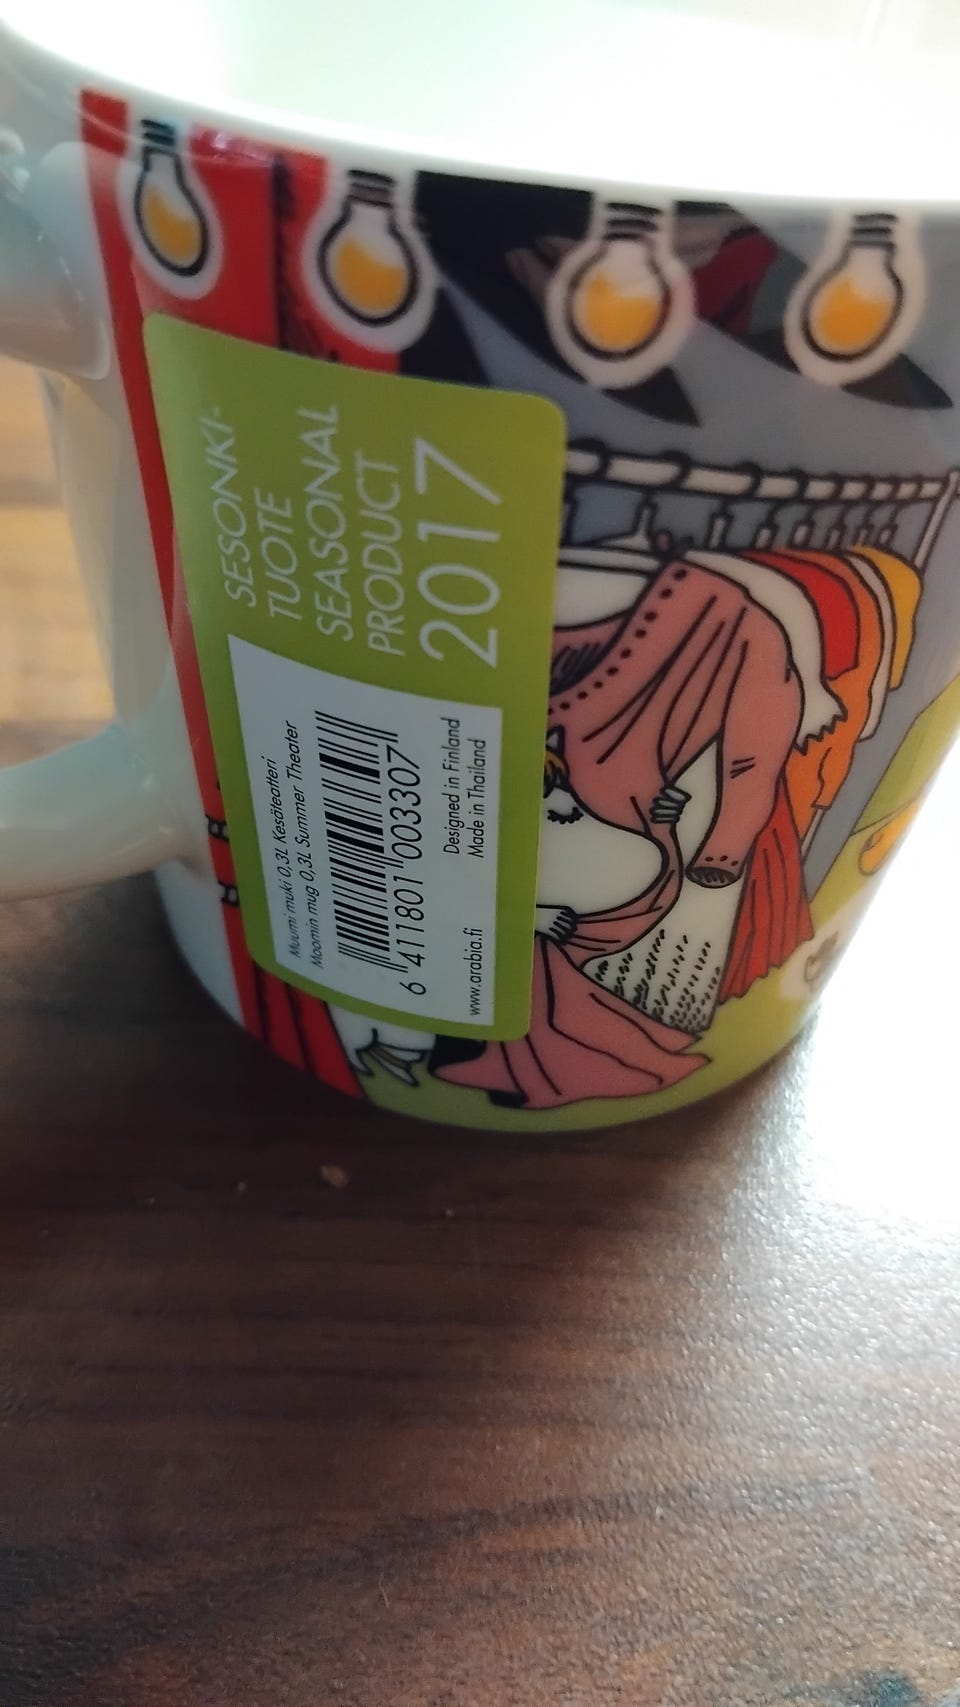 SESONKI-
TUOTE
SEASONAL
PRODUCT
2017
Muumi muki 0,3L Kesäteatteri
Moomin mug 0,3L Summer Theater
6 411801 003307
Designed in Finland
Made in Thailand
www.arabia.fi